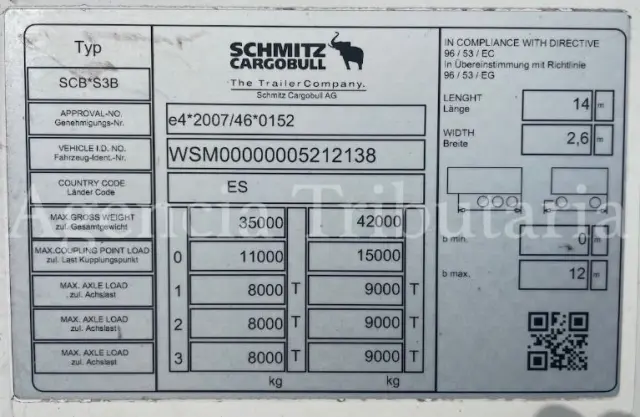 Typ
SCB*S3B
SCHMITZ
CARGOBULL
The TrailerCompany.
Schmitz Cargobull AG
APPROVAL-NO.
Genehmigungs-Nr.
e4*2007/46*0152
VEHICLE I.D. NO.
Fahrzeug-Ident.-Nr.
WSM00000005212138
COUNTRY CODE
Länder Code
ES
MAX.GROSS WEIGHT
zul. Gesamtgewicht
35000 42000
MAX.COUPLING POINT LOAD
zul. Last Kupplungspunkt
0 11000 15000
MAX. AXLE LOAD
zul. Achslast
1 8000 T 9000 T
MAX. AXLE LOAD
zul. Achslast
2 8000 T 9000 T
MAX. AXLE LOAD
zul. Achslast
3 8000 T 9000 T
kg kg
IN COMPLIANCE WITH DIRECTIVE
96 / 53 / EC
in Übereinstimmung mit Richtlinie
96 / 53 / EG
LENGHT
Länge
14 m
WIDTH
Breite
2,6 m
b
b
b min. 0 m
b max. 12 m
Agencia Tributaria